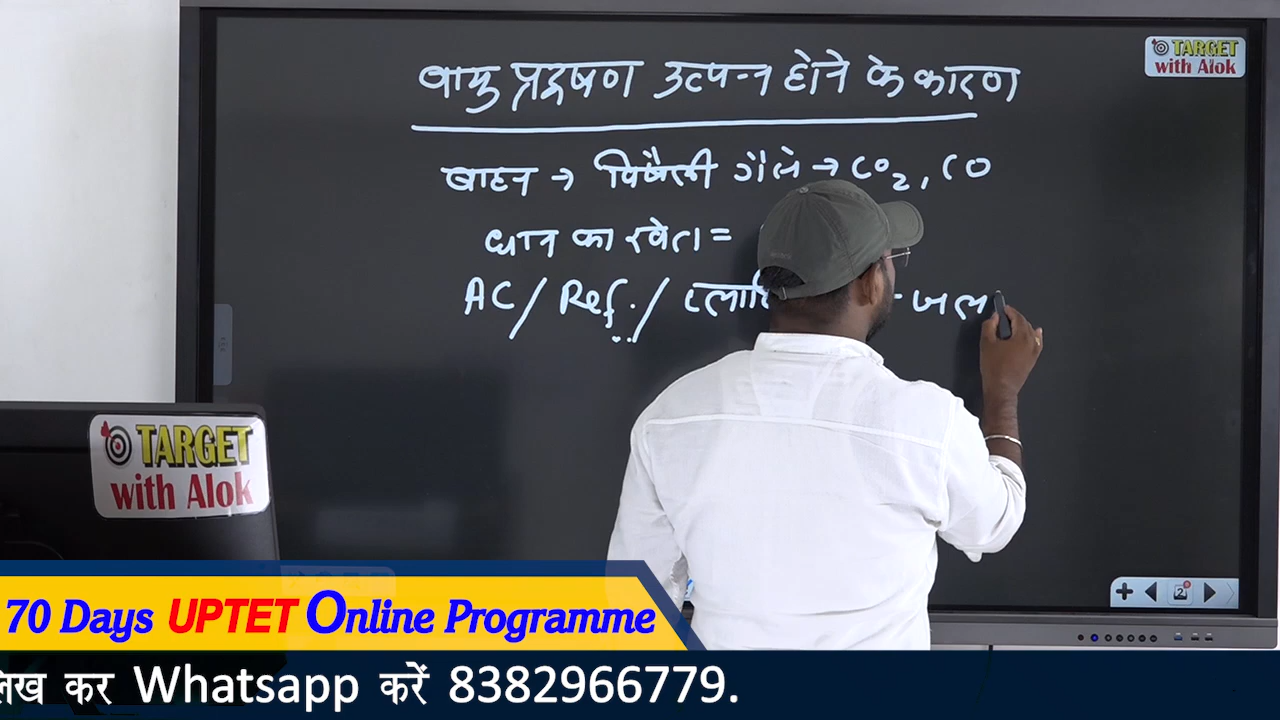 वायु प्रदूषण उत्पन्न होने के कारण
TARGET
with Alok
वाहन → विषैली गैसे → CO2, CO
धान का खेत =
AC / Ref. / प्लास्टि - जल
TARGET
with Alok
70 Days UPTET Online Programme
लिख कर Whatsapp करें 8382966779.